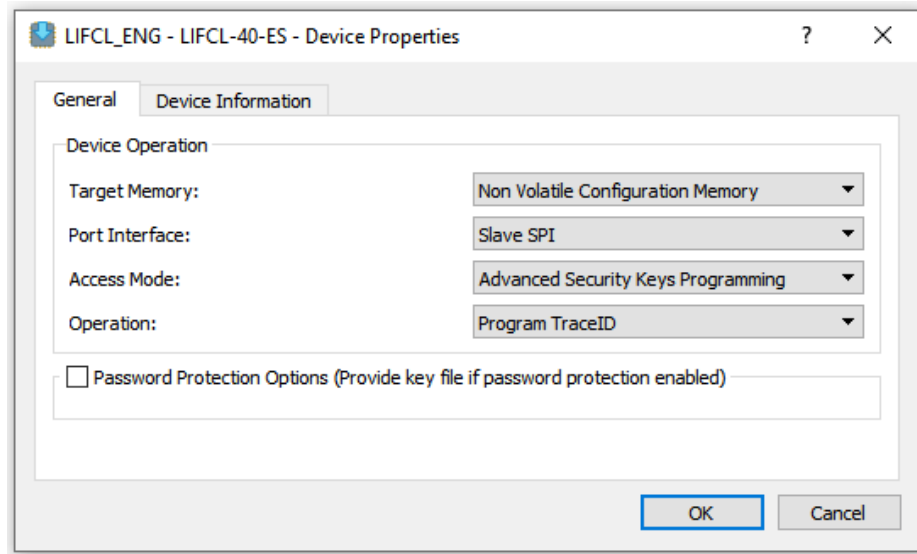 LIFCL_ENG - LIFCL-40-ES - Device Properties ? ×
General Device Information
Device Operation
Target Memory: Non Volatile Configuration Memory
Port Interface: Slave SPI
Access Mode: Advanced Security Keys Programming
Operation: Program TraceID
Password Protection Options (Provide key file if password protection enabled)
OK Cancel